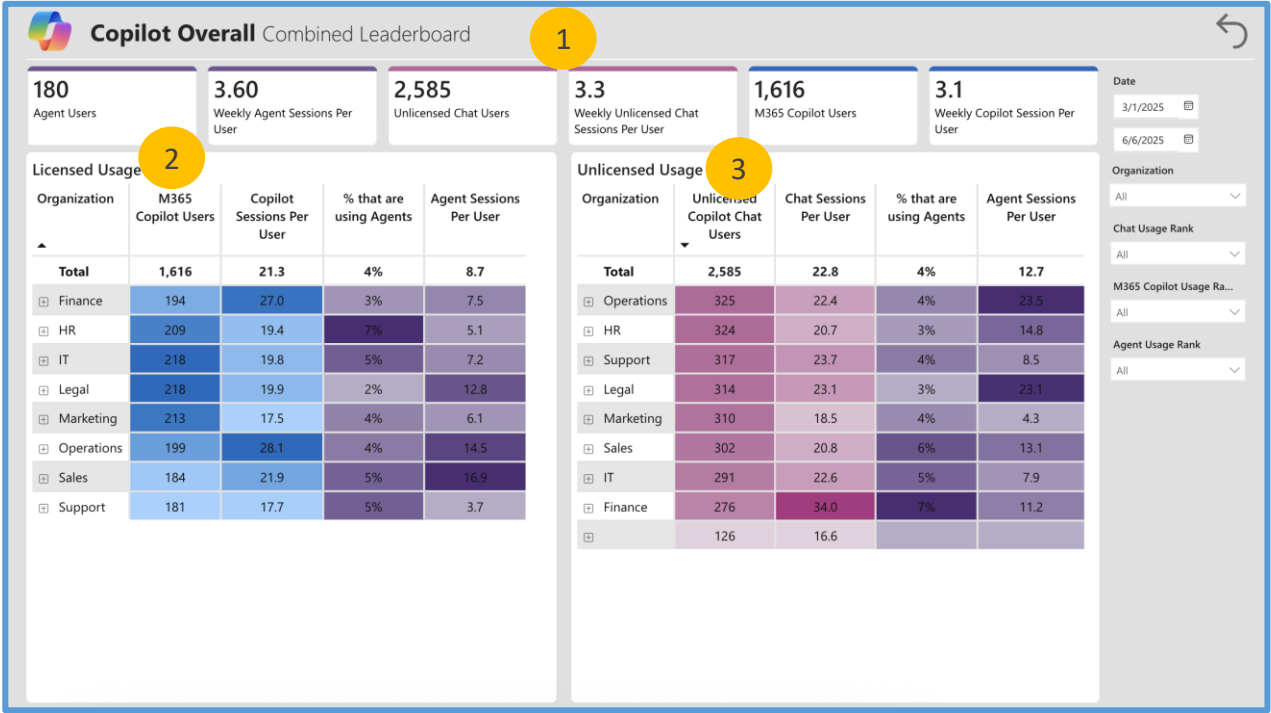 Copilot Overall Combined Leaderboard
1
180
Agent Users
3.60
Weekly Agent Sessions Per
User
2,585
Unlicensed Chat Users
3.3
Weekly Unlicensed Chat
Sessions Per User
1,616
M365 Copilot Users
3.1
Weekly Copilot Session Per
User
Date
3/1/2025
6/6/2025
Organization
All
Chat Usage Rank
All
M365 Copilot Usage Ra...
All
Agent Usage Rank
All
Licensed Usage
2
Organization
M365
Copilot Users
Copilot
Sessions Per
User
% that are
using Agents
Agent Sessions
Per User
Total 1,616 21.3 4% 8.7
Finance 194 27.0 3% 7.5
HR 209 19.4 7% 5.1
IT 218 19.8 5% 7.2
Legal 218 19.9 2% 12.8
Marketing 213 17.5 4% 6.1
Operations 199 28.1 4% 14.5
Sales 184 21.9 5% 16.9
Support 181 17.7 5% 3.7
Unlicensed Usage
3
Organization
Unlicensed
Copilot Chat
Users
Chat Sessions
Per User
% that are
using Agents
Agent Sessions
Per User
Total 2,585 22.8 4% 12.7
Operations 325 22.4 4% 23.5
HR 324 20.7 3% 14.8
Support 317 23.7 4% 8.5
Legal 314 23.1 3% 23.1
Marketing 310 18.5 4% 4.3
Sales 302 20.8 6% 13.1
IT 291 22.6 5% 7.9
Finance 276 34.0 7% 11.2
126 16.6